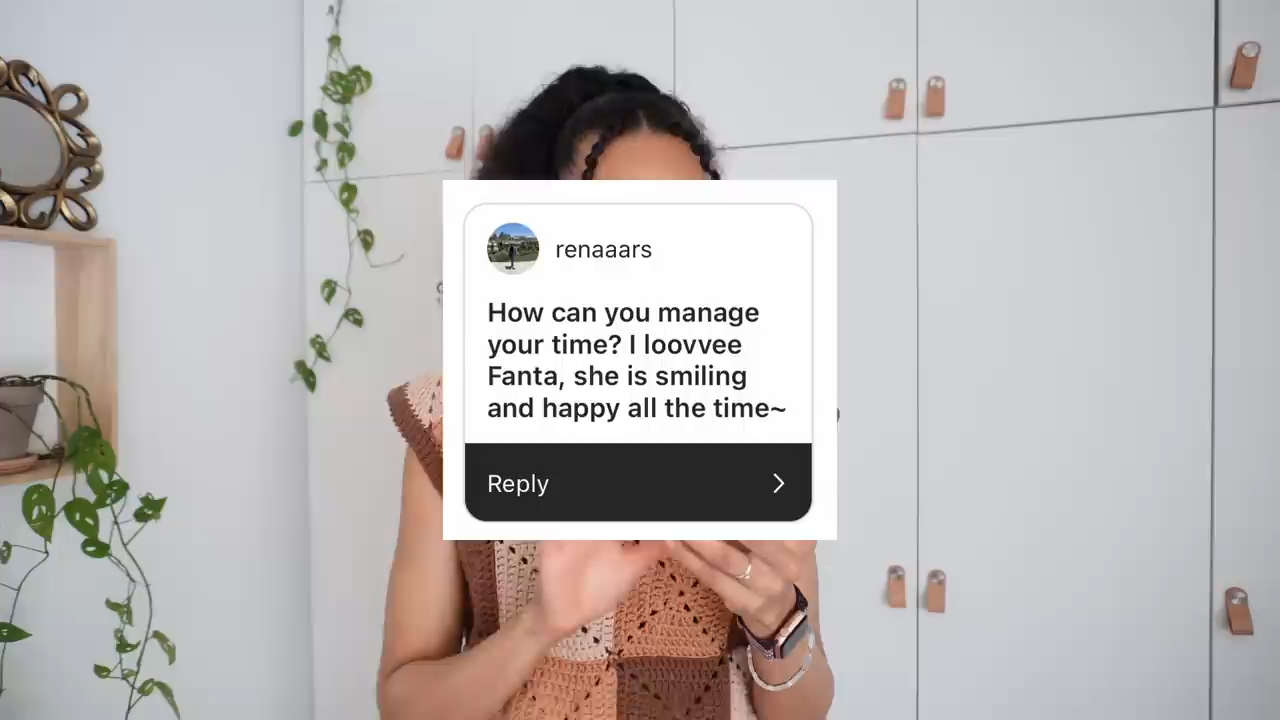 renaaars
How can you manage
your time? I loovvee
Fanta, she is smiling
and happy all the time~
Reply